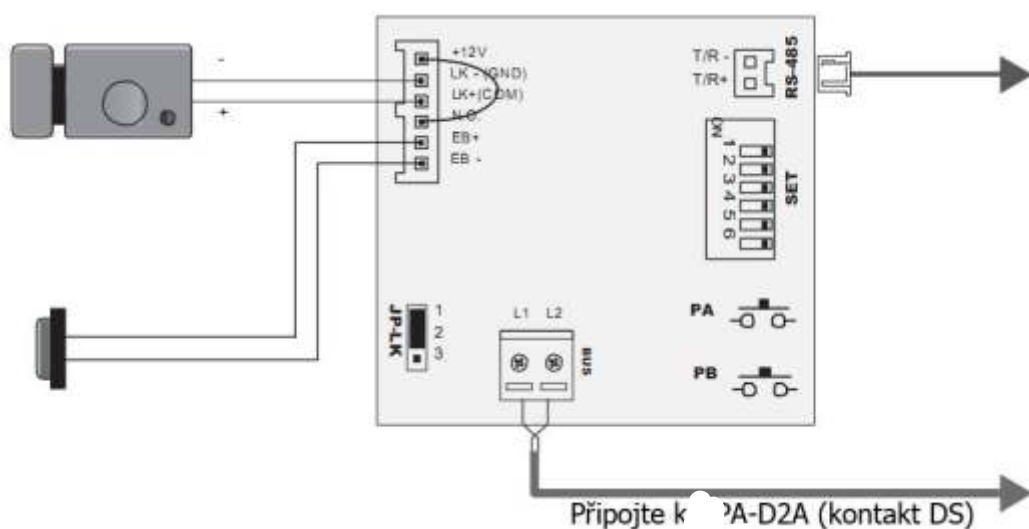 -
+
+12V
LK - (GND)
LK+(COM)
N.O.
EB+
EB -
T/R -
T/R+
RS-485
ON
1
2
3
4
5
6
SET
JP-LK
1
2
3
L1 L2
BUS
PA
PB
Připojte k PA-D2A (kontakt DS)